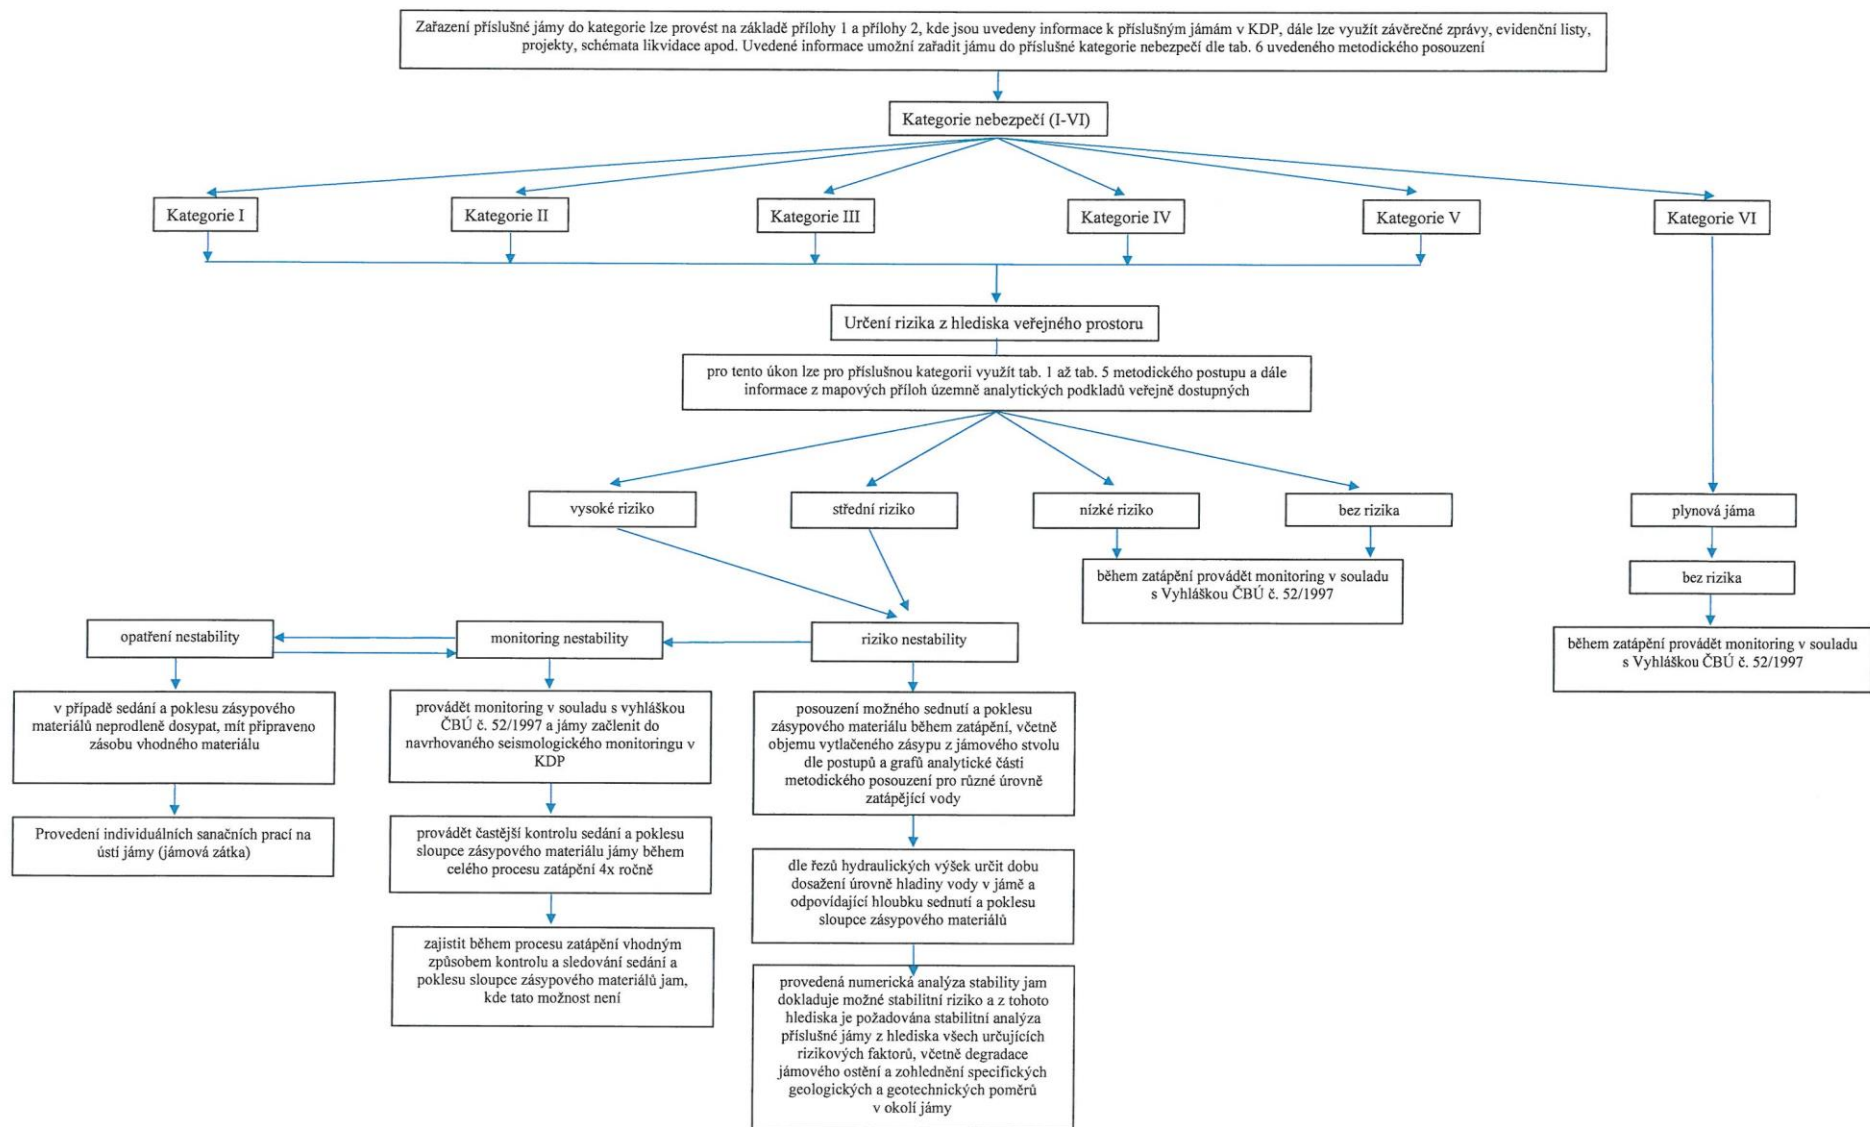 Zařazení příslušné jámy do kategorie lze provést na základě přílohy 1 a přílohy 2, kde jsou uvedeny informace k příslušným jámám v KDP, dále lze využít závěrečné zprávy, evidenční listy,
projekty, schémata likvidace apod. Uvedené informace umožní zařadit jámu do příslušné kategorie nebezpečí dle tab. 6 uvedeného metodického posouzení
Kategorie nebezpečí (I-VI)
Kategorie I
Kategorie II
Kategorie III
Kategorie IV
Kategorie V
Kategorie VI
Určení rizika z hlediska veřejného prostoru
pro tento úkon lze pro příslušnou kategorii využít tab. 1 až tab. 5 metodického postupu a dále
informace z mapových příloh územně analytických podkladů veřejně dostupných
vysoké riziko
střední riziko
nízké riziko
bez rizika
plynová jáma
během zatápění provádět monitoring v souladu
s Vyhláškou ČBÚ č. 52/1997
bez rizika
během zatápění provádět monitoring v souladu
s Vyhláškou ČBÚ č. 52/1997
opatření nestability
monitoring nestability
riziko nestability
v případě sedání a poklesu zásypového
materiálů neprodleně dosypat, mít připraveno
zásobu vhodného materiálu
Provedení individuálních sanačních prací na
ústí jámy (jámová zátka)
provádět monitoring v souladu s vyhláškou
ČBÚ č. 52/1997 a jámy začlenit do
navrhovaného seismologického monitoringu v
KDP
provádět častější kontrolu sedání a poklesu
sloupce zásypového materiálu jámy během
celého procesu zatápění 4x ročně
zajistit během procesu zatápění vhodným
způsobem kontrolu a sledování sedání a
poklesu sloupce zásypového materiálů jam,
kde tato možnost není
posouzení možného sednutí a poklesu
zásypového materiálu během zatápění, včetně
objemu vytlačeného zásypu z jámového stvolu
dle postupů a grafů analytické části
metodického posouzení pro různé úrovně
zatápějící vody
dle řezů hydraulických výšek určit dobu
dosažení úrovně hladiny vody v jámě a
odpovídající hloubku sednutí a poklesu
sloupce zásypového materiálů
provedená numerická analýza stability jam
dokladuje možné stabilitní riziko a z tohoto
hlediska je požadována stabilitní analýza
příslušné jámy z hlediska všech určujících
rizikových faktorů, včetně degradace
jámového ostění a zohlednění specifických
geologických a geotechnických poměrů
v okolí jámy